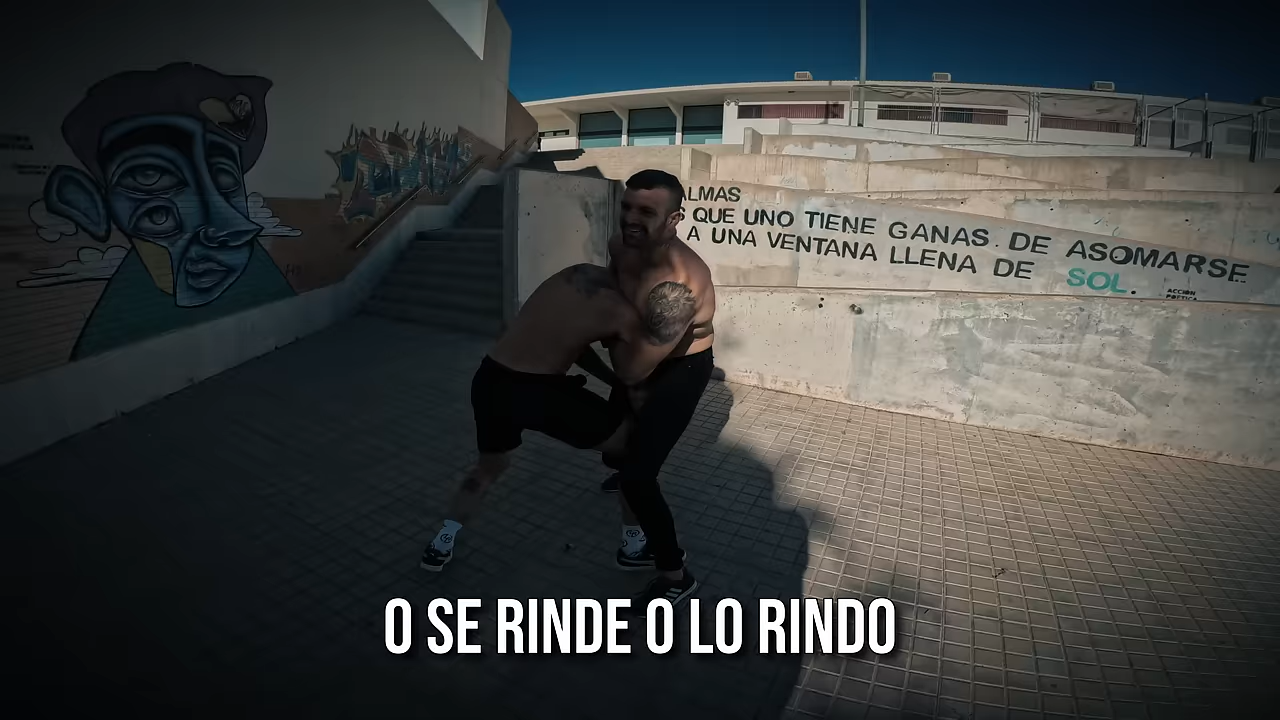 ALMAS
QUE UNO TIENE GANAS DE ASOMARSE
A UNA VENTANA LLENA DE SOL.
ACCIÓN
POÉTICA
O SE RINDE O LO RINDO